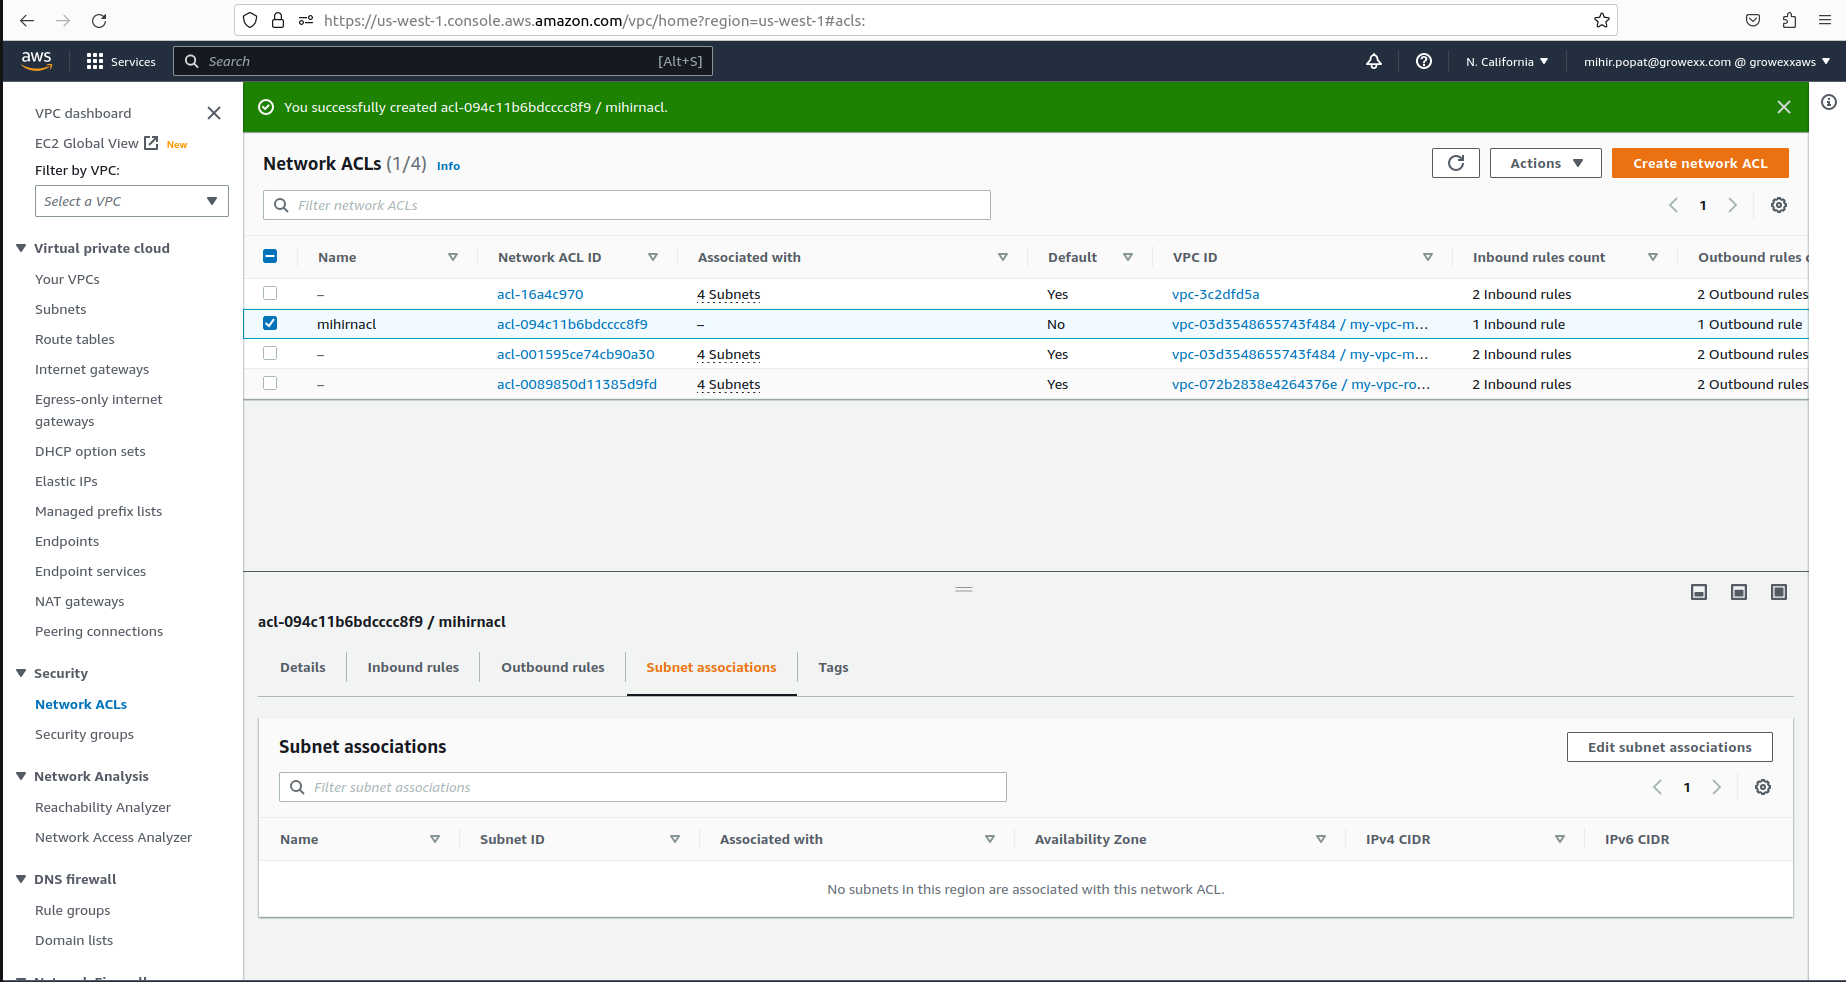 https://us-west-1.console.aws.amazon.com/vpc/home?region=us-west-1#acls:
aws Services Search [Alt+S] N. California mihir.popat@growexx.com @ growexxaws
VPC dashboard
EC2 Global View New
Filter by VPC:
Select a VPC
Virtual private cloud
Your VPCs
Subnets
Route tables
Internet gateways
Egress-only internet
gateways
DHCP option sets
Elastic IPs
Managed prefix lists
Endpoints
Endpoint services
NAT gateways
Peering connections
Security
Network ACLs
Security groups
Network Analysis
Reachability Analyzer
Network Access Analyzer
DNS firewall
Rule groups
Domain lists
You successfully created acl-094c11b6bdcccc8f9 / mihirnacl.
Network ACLs (1/4) Info Actions Create network ACL
Filter network ACLs 1
Name Network ACL ID Associated with Default VPC ID Inbound rules count Outbound rules
– acl-16a4c970 4 Subnets Yes vpc-3c2dfd5a 2 Inbound rules 2 Outbound rules
mihirnacl acl-094c11b6bdcccc8f9 – No vpc-03d3548655743f484 / my-vpc-m... 1 Inbound rule 1 Outbound rule
– acl-001595ce74cb90a30 4 Subnets Yes vpc-03d3548655743f484 / my-vpc-m... 2 Inbound rules 2 Outbound rules
– acl-0089850d11385d9fd 4 Subnets Yes vpc-072b2838e4264376e / my-vpc-ro... 2 Inbound rules 2 Outbound rules
acl-094c11b6bdcccc8f9 / mihirnacl
Details Inbound rules Outbound rules Subnet associations Tags
Subnet associations Edit subnet associations
Filter subnet associations 1
Name Subnet ID Associated with Availability Zone IPv4 CIDR IPv6 CIDR
No subnets in this region are associated with this network ACL.